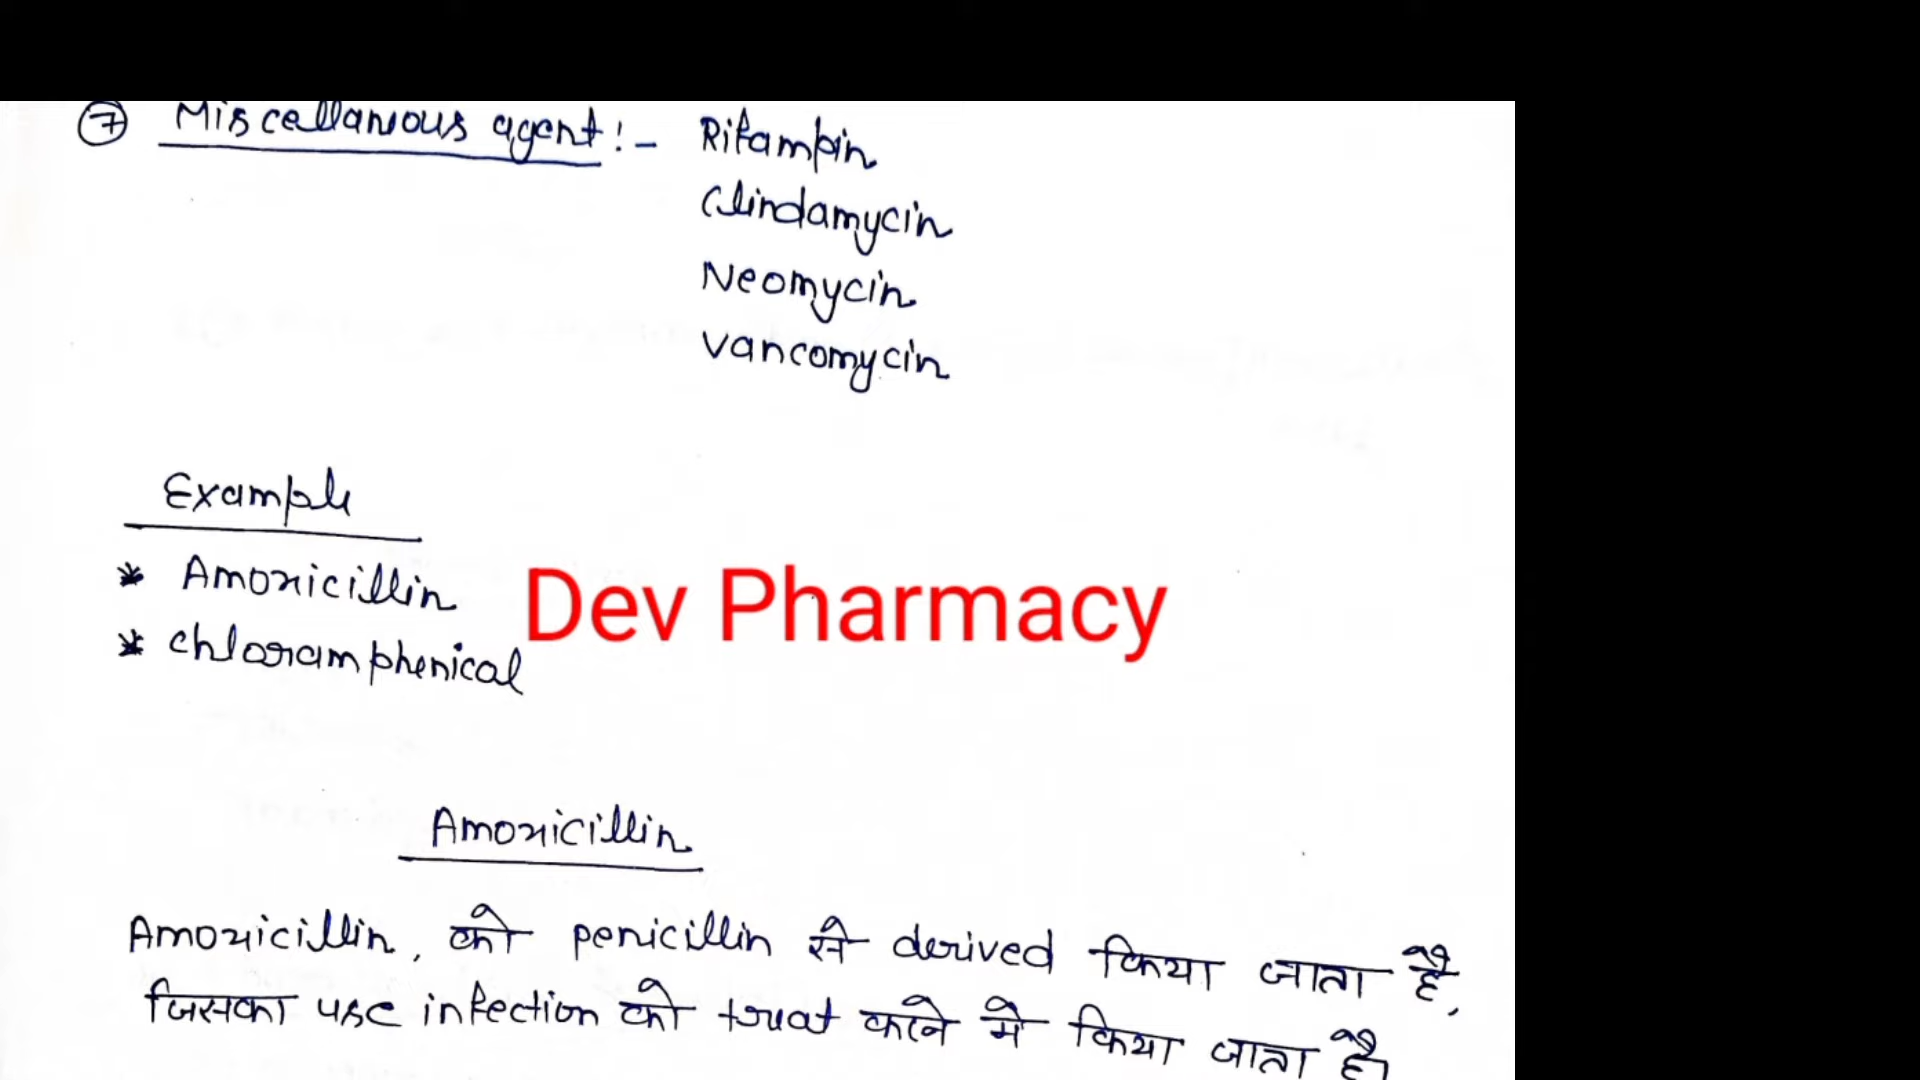 ⑦ Miscellanious agent:- Rifampin
Clindamycin
Neomycin
Vancomycin
Example
* Amoxicillin
* Chloramphenical
Dev Pharmacy
Amoxicillin
Amoxicillin, को penicillin से derived किया जाता है,
जिसका use infection को treat करने मे किया जाता है।